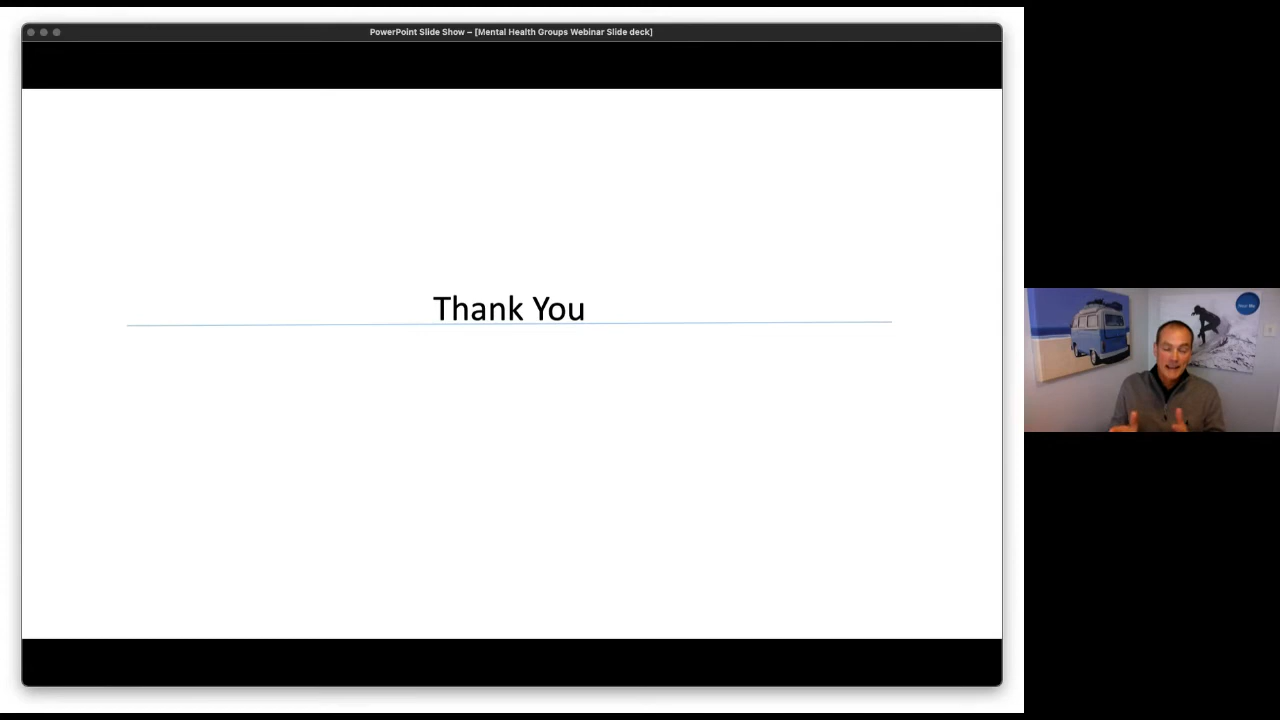 PowerPoint Slide Show – [Mental Health Groups Webinar Slide deck]
Thank You